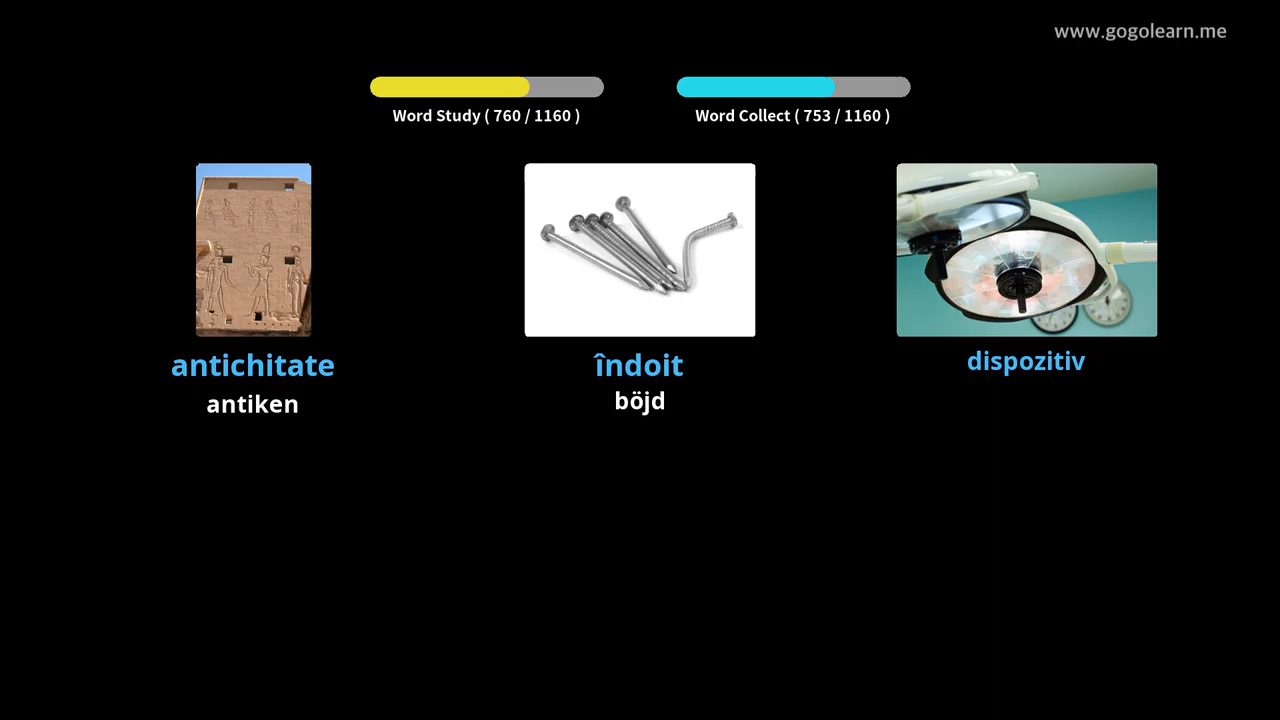 www.gogolearn.me
Word Study ( 760 / 1160 )
Word Collect ( 753 / 1160 )
antichitate
antiken
îndoit
böjd
dispozitiv